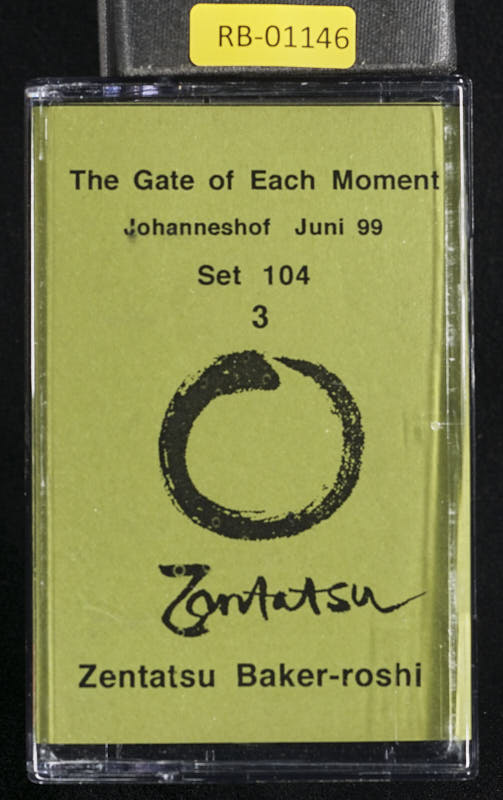 RB-01146
The Gate of Each Moment
Johanneshof Juni 99
Set 104
3
Zentatsu
Zentatsu Baker-roshi